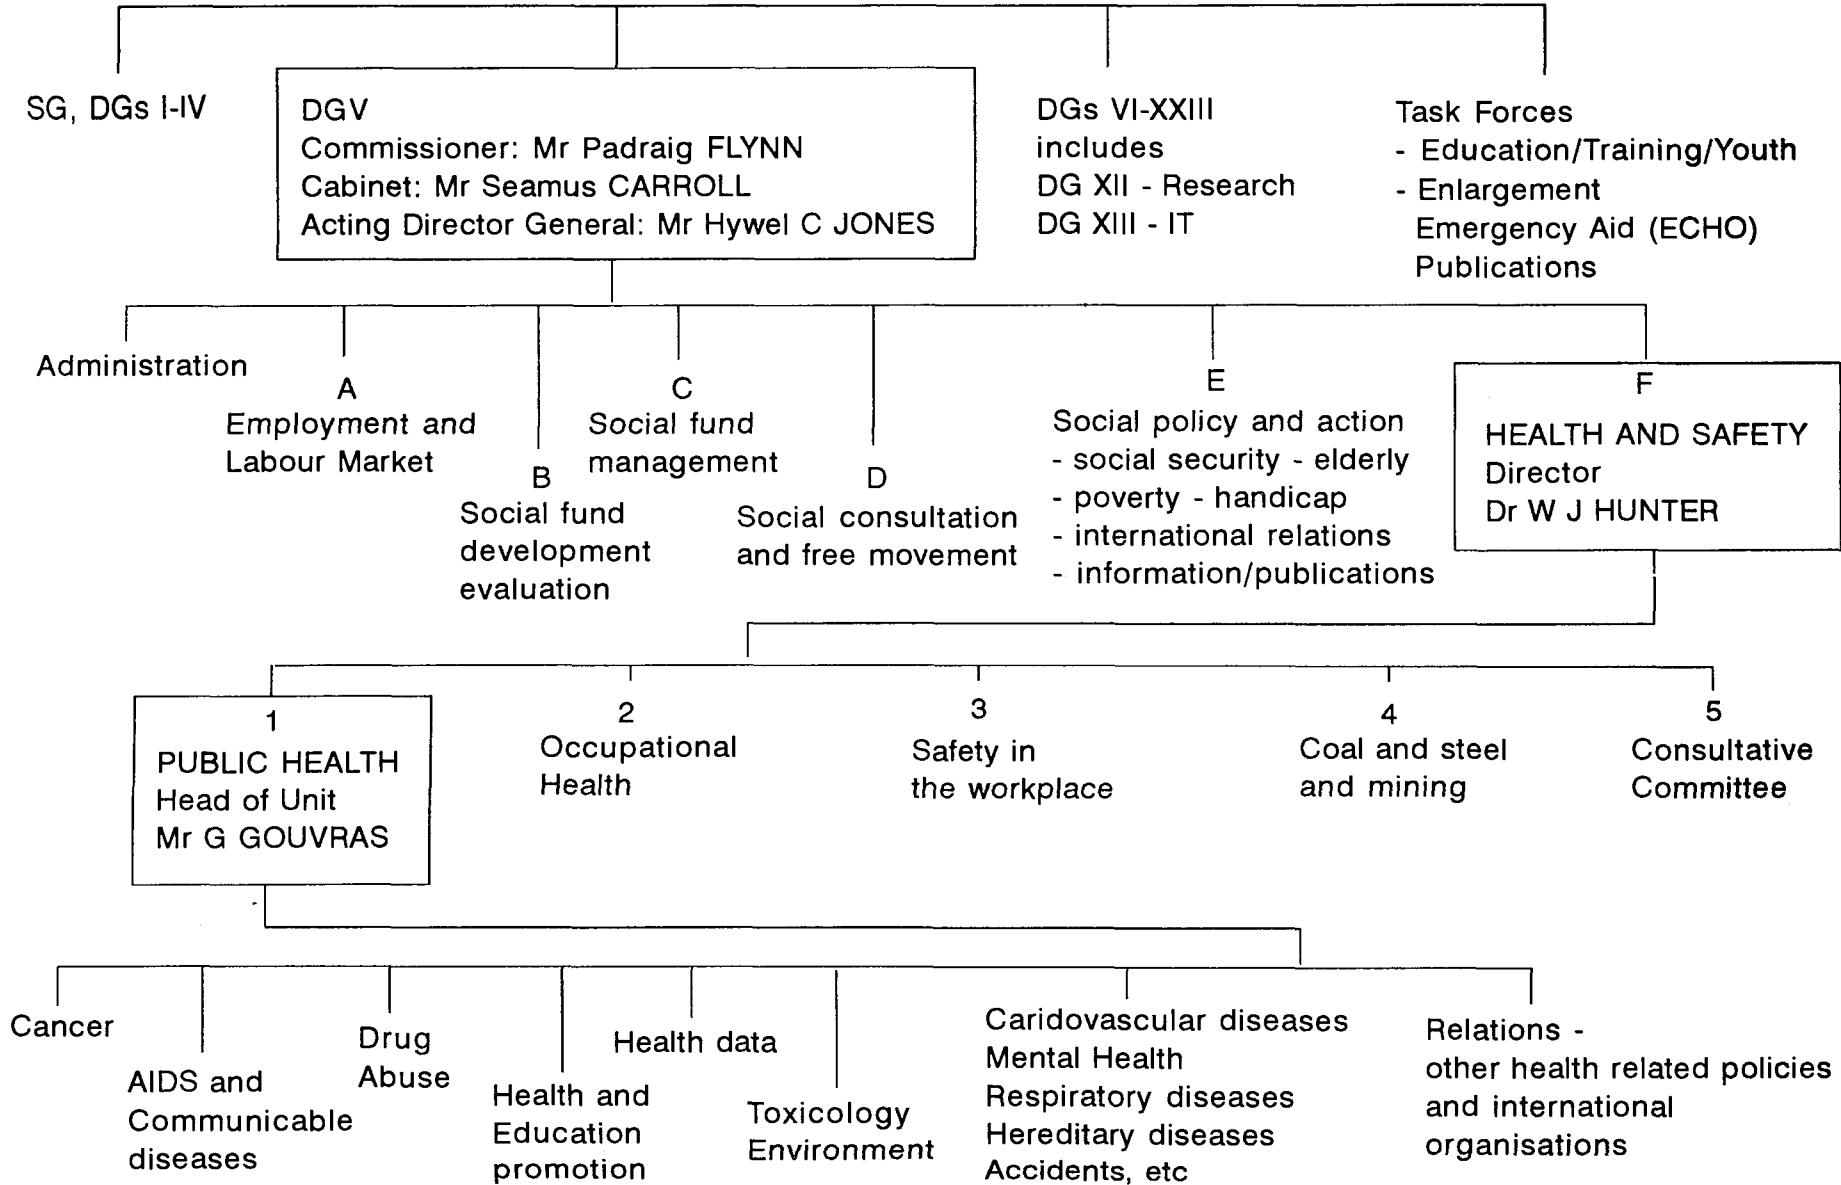 SG, DGs I-IV
DGV
Commissioner: Mr Padraig FLYNN
Cabinet: Mr Seamus CARROLL
Acting Director General: Mr Hywel C JONES
DGs VI-XXIII
includes
DG XII - Research
DG XIII - IT
Task Forces
- Education/Training/Youth
- Enlargement
Emergency Aid (ECHO)
Publications
Administration
A
Employment and
Labour Market
B
Social fund
development
evaluation
C
Social fund
management
D
Social consultation
and free movement
E
Social policy and action
- social security - elderly
- poverty - handicap
- international relations
- information/publications
F
HEALTH AND SAFETY
Director
Dr W J HUNTER
1
PUBLIC HEALTH
Head of Unit
Mr G GOUVRAS
2
Occupational
Health
3
Safety in
the workplace
4
Coal and steel
and mining
5
Consultative
Committee
Cancer
AIDS and
Communicable
diseases
Drug
Abuse
Health and
Education
promotion
Health data
Toxicology
Environment
Caridovascular diseases
Mental Health
Respiratory diseases
Hereditary diseases
Accidents, etc
Relations -
other health related policies
and international
organisations